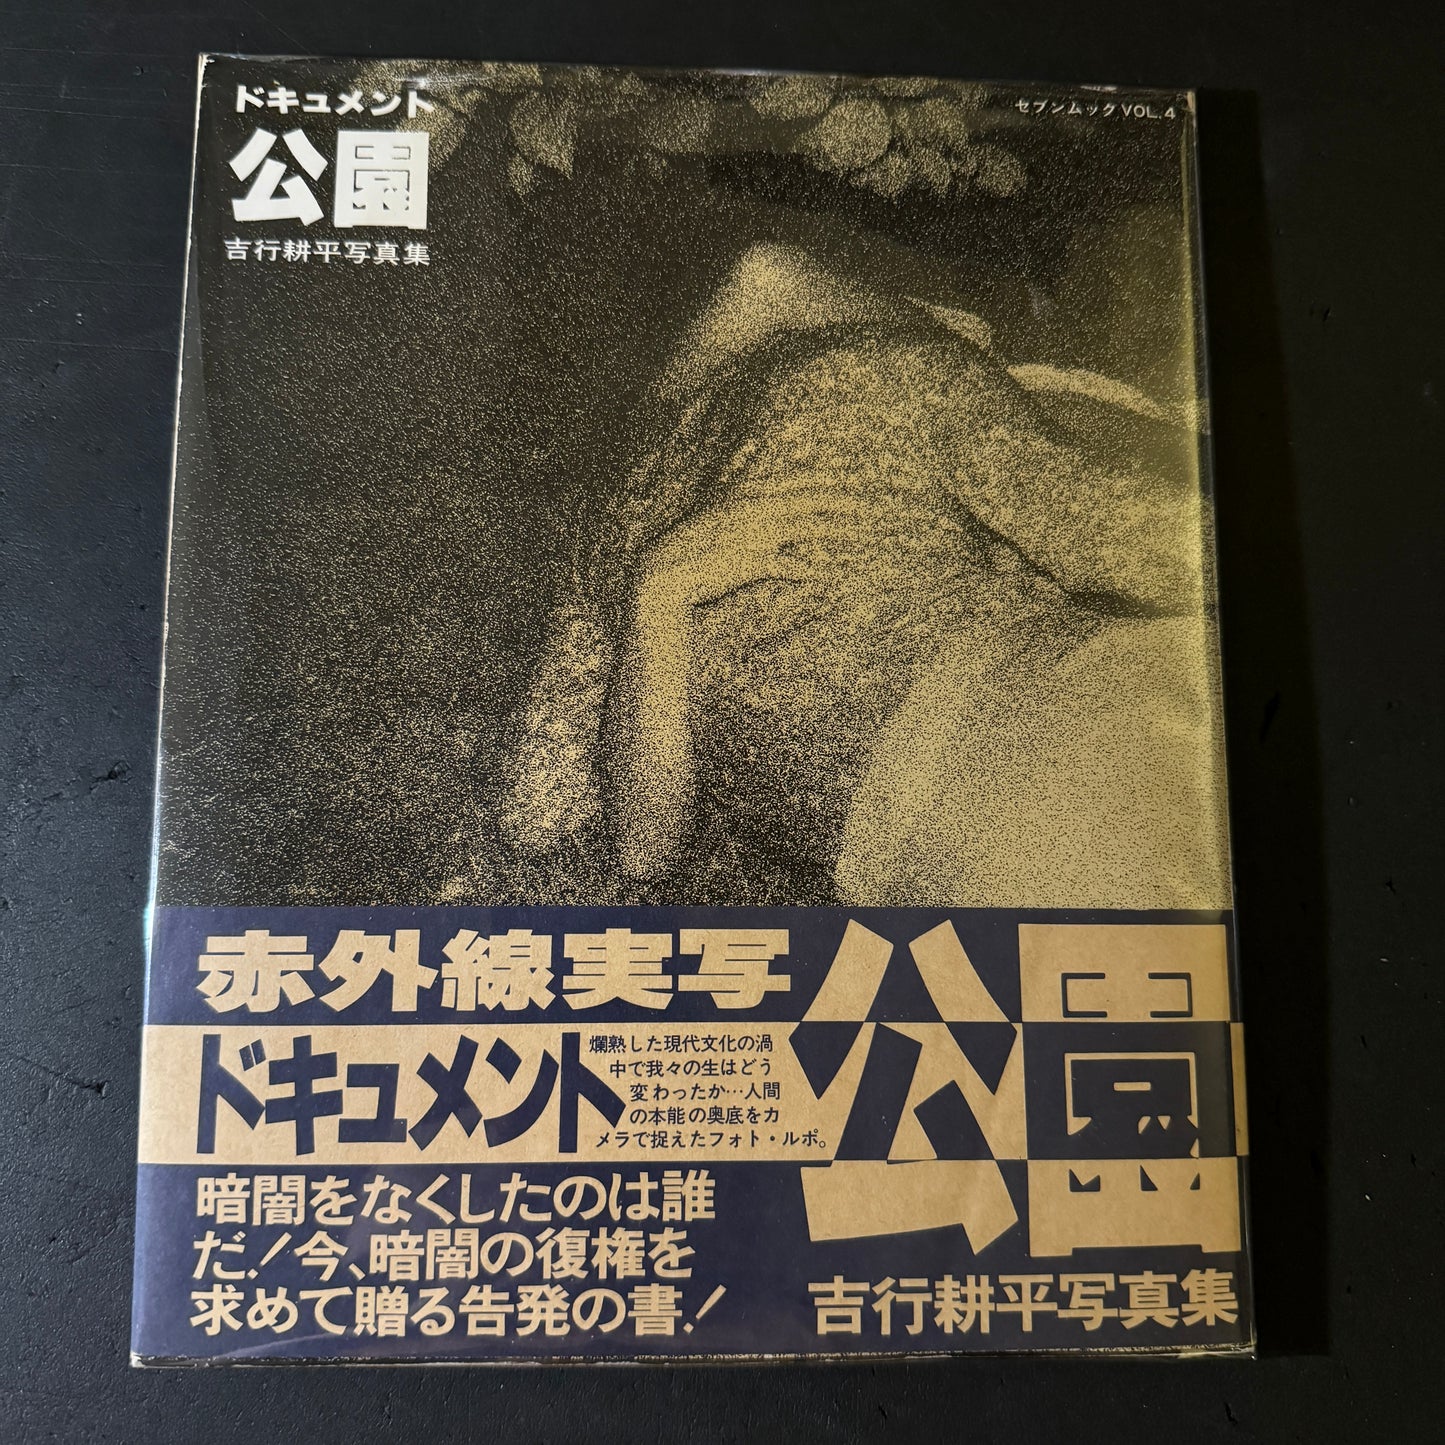 ドキュメント
公園
吉行耕平写真集
セブンムック VOL.4
赤外線実写
ドキュメント
公園
爛熟した現代文化の渦
中で我々の生はどう
変わったか…人間
の本能の奥底をカ
メラで捉えたフォト・ルポ。
暗闇をなくしたのは誰
だ!今、暗闇の復権を
求めて贈る告発の書!
吉行耕平写真集